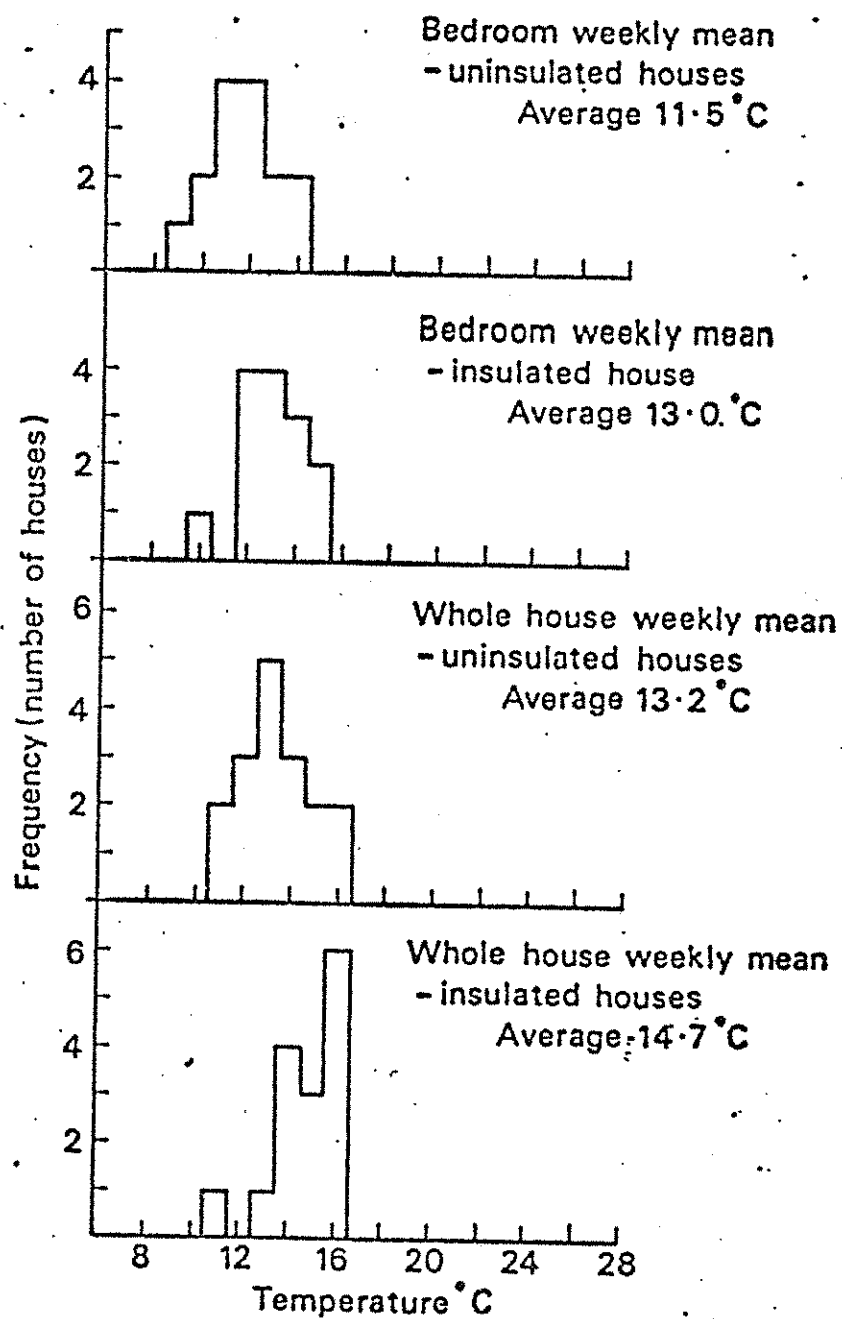 Bedroom weekly mean
- uninsulated houses
Average 11·5 °C
4
2
Bedroom weekly mean
- insulated house
Average 13·0. °C
4
2
Whole house weekly mean
- uninsulated houses
Average 13·2 °C
6
4
2
Whole house weekly mean
- insulated houses
Average 14·7 °C
6
4
2
8 12 16 20 24 28
Temperature °C
Frequency (number of houses)